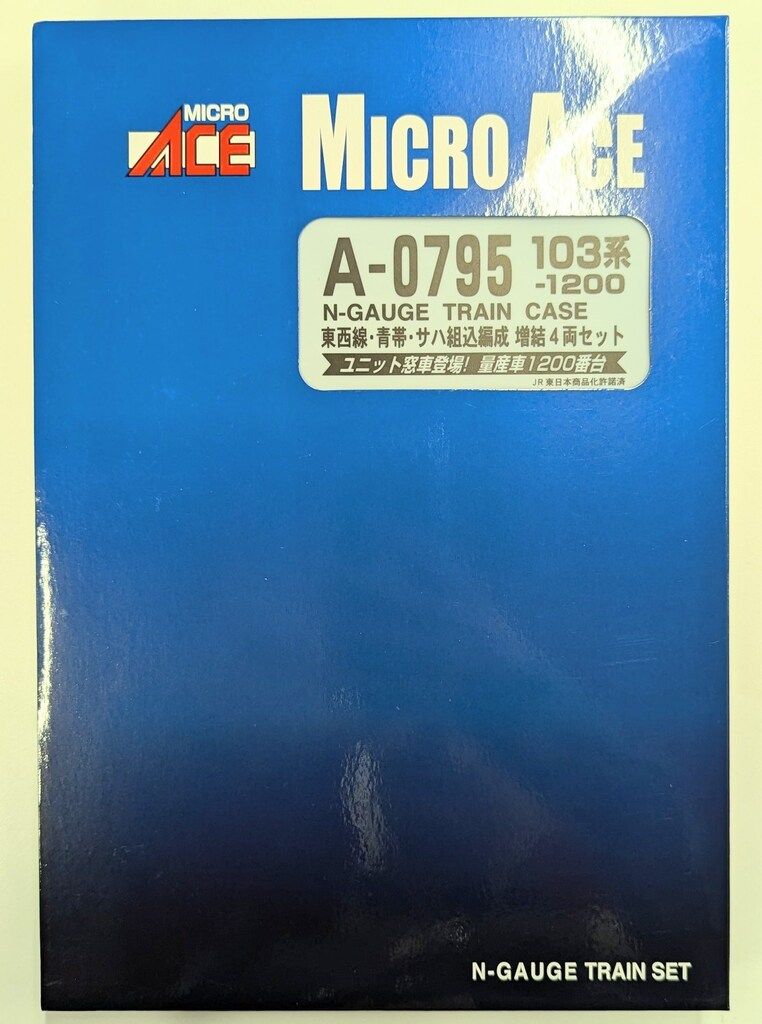 MICRO
ACE
MICRO ACE
A-0795 103系
-1200
N-GAUGE TRAIN CASE
東西線・青帯・サハ組込編成 増結4両セット
ユニット窓車登場! 量産車1200番台
JR東日本商品化許諾済
N-GAUGE TRAIN SET